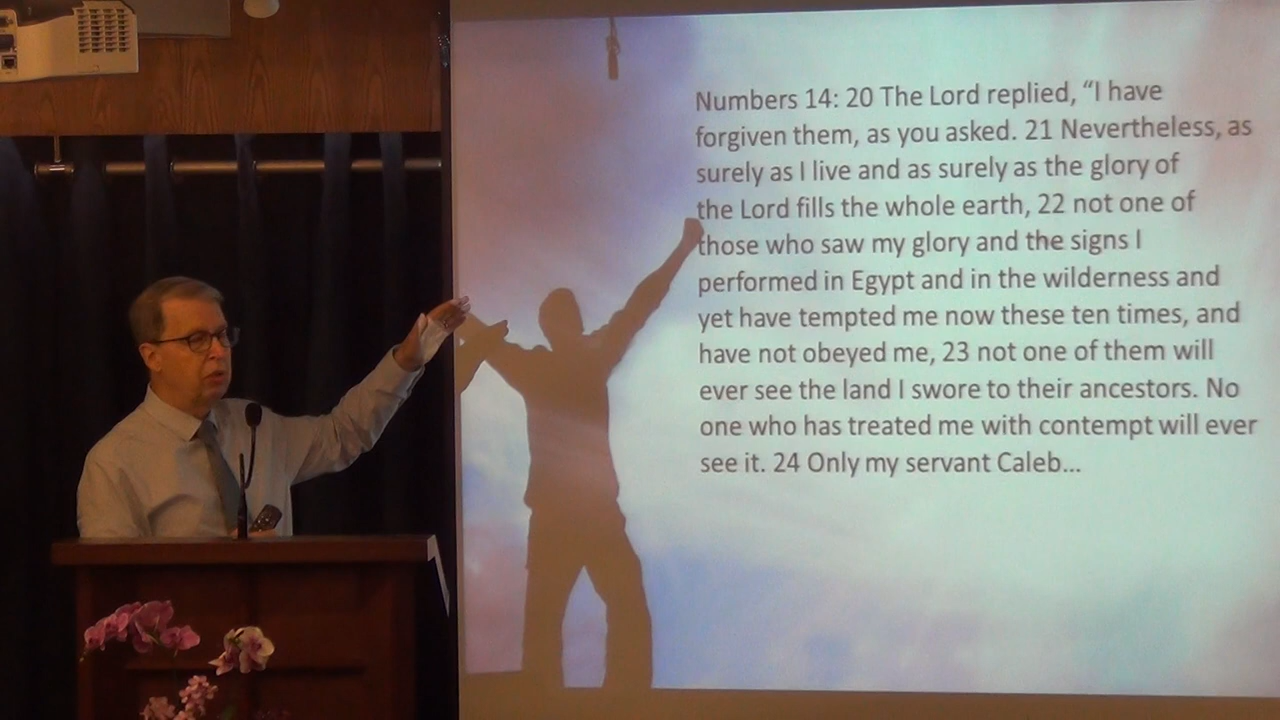 Numbers 14: 20 The Lord replied, “I have
forgiven them, as you asked. 21 Nevertheless, as
surely as I live and as surely as the glory of
the Lord fills the whole earth, 22 not one of
those who saw my glory and the signs I
performed in Egypt and in the wilderness and
yet have tempted me now these ten times, and
have not obeyed me, 23 not one of them will
ever see the land I swore to their ancestors. No
one who has treated me with contempt will ever
see it. 24 Only my servant Caleb...